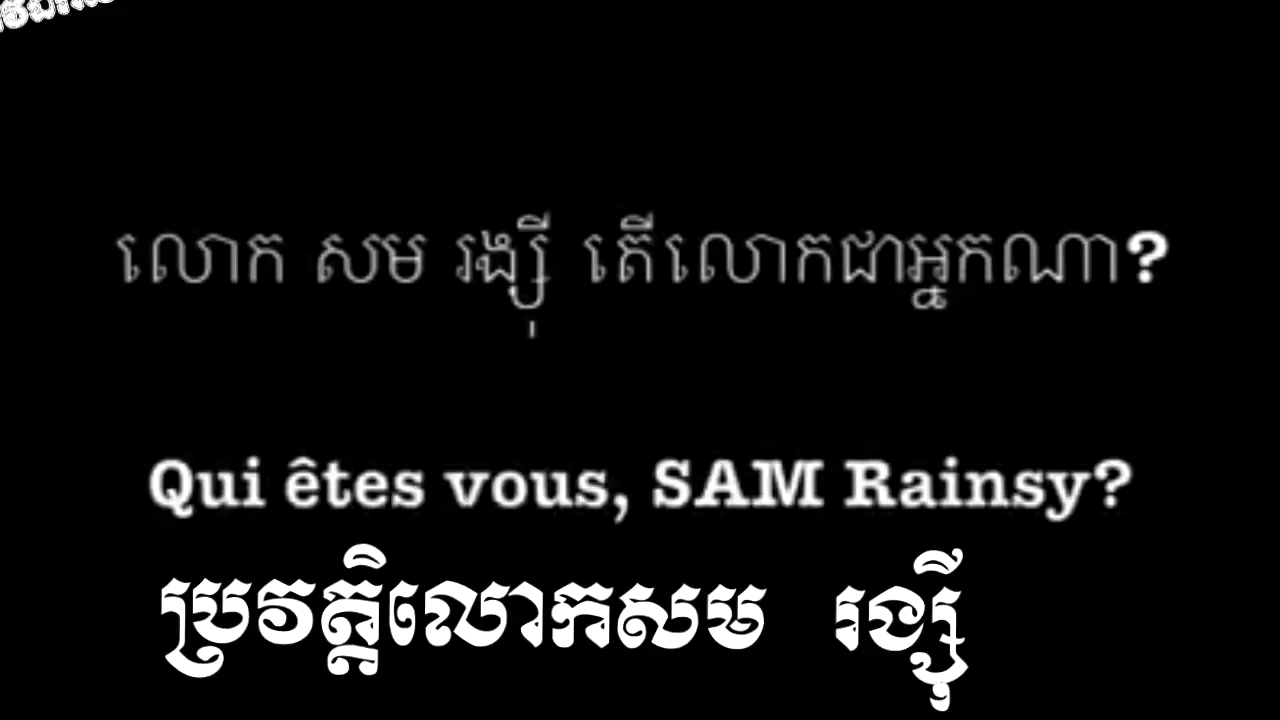 លោក សម រង្ស៊ី តើលោកជាអ្នកណា?
Qui êtes vous, SAM Rainsy?
ប្រវត្តិលោកសម រង្ស៊ី